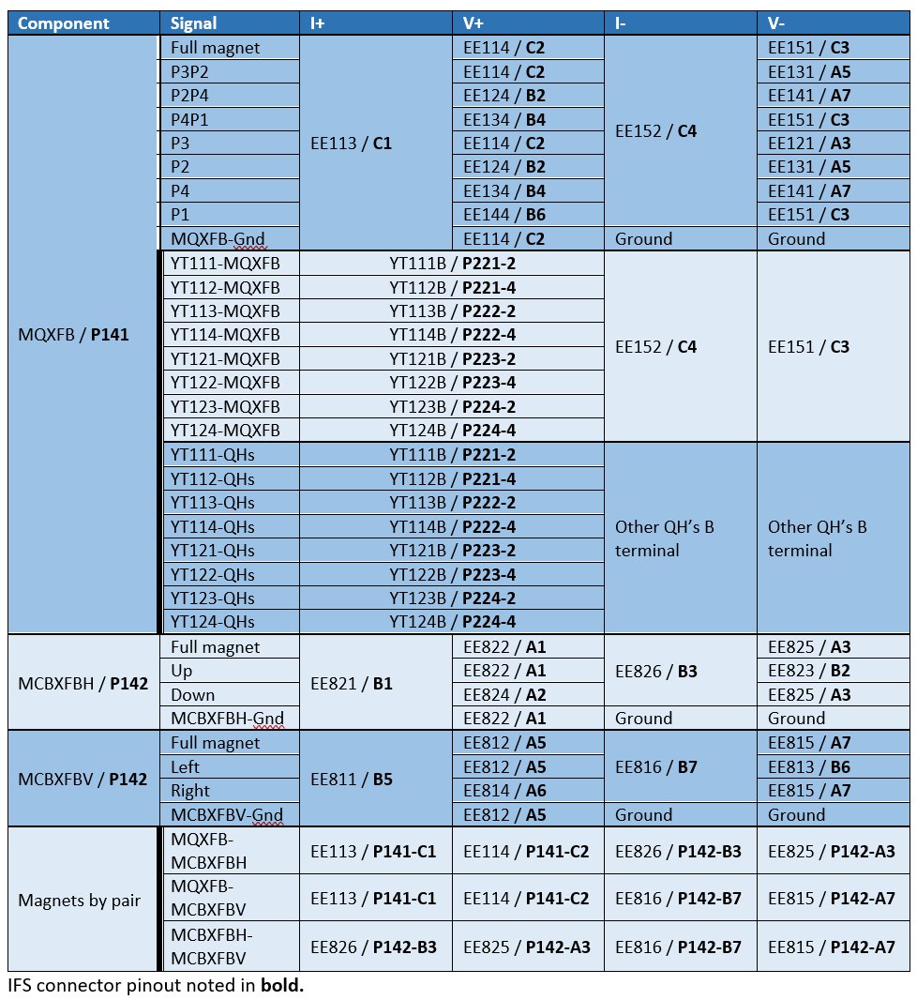 Component Signal I+ V+ I- V-
MQXFB / P141 Full magnet EE113 / C1 EE114 / C2 EE152 / C4 EE151 / C3
P3P2 EE114 / C2 EE131 / A5
P2P4 EE124 / B2 EE141 / A7
P4P1 EE134 / B4 EE151 / C3
P3 EE114 / C2 EE121 / A3
P2 EE124 / B2 EE131 / A5
P4 EE134 / B4 EE141 / A7
P1 EE144 / B6 EE151 / C3
MQXFB-Gnd EE114 / C2 Ground Ground
YT111-MQXFB YT111B / P221-2 EE152 / C4 EE151 / C3
YT112-MQXFB YT112B / P221-4
YT113-MQXFB YT113B / P222-2
YT114-MQXFB YT114B / P222-4
YT121-MQXFB YT121B / P223-2
YT122-MQXFB YT122B / P223-4
YT123-MQXFB YT123B / P224-2
YT124-MQXFB YT124B / P224-4
YT111-QHs YT111B / P221-2 Other QH’s B Other QH’s B
terminal terminal
YT112-QHs YT112B / P221-4
YT113-QHs YT113B / P222-2
YT114-QHs YT114B / P222-4
YT121-QHs YT121B / P223-2
YT122-QHs YT122B / P223-4
YT123-QHs YT123B / P224-2
YT124-QHs YT124B / P224-4
MCBXFBH / P142 Full magnet EE821 / B1 EE822 / A1 EE826 / B3 EE825 / A3
Up EE822 / A1 EE823 / B2
Down EE824 / A2 EE825 / A3
MCBXFBH-Gnd EE822 / A1 Ground Ground
MCBXFBV / P142 Full magnet EE811 / B5 EE812 / A5 EE816 / B7 EE815 / A7
Left EE812 / A5 EE813 / B6
Right EE814 / A6 EE815 / A7
MCBXFBV-Gnd EE812 / A5 Ground Ground
Magnets by pair MQXFB-
MCBXFBH EE113 / P141-C1 EE114 / P141-C2 EE826 / P142-B3 EE825 / P142-A3
MQXFB-
MCBXFBV EE113 / P141-C1 EE114 / P141-C2 EE816 / P142-B7 EE815 / P142-A7
MCBXFBH-
MCBXFBV EE826 / P142-B3 EE825 / P142-A3 EE816 / P142-B7 EE815 / P142-A7
IFS connector pinout noted in bold.